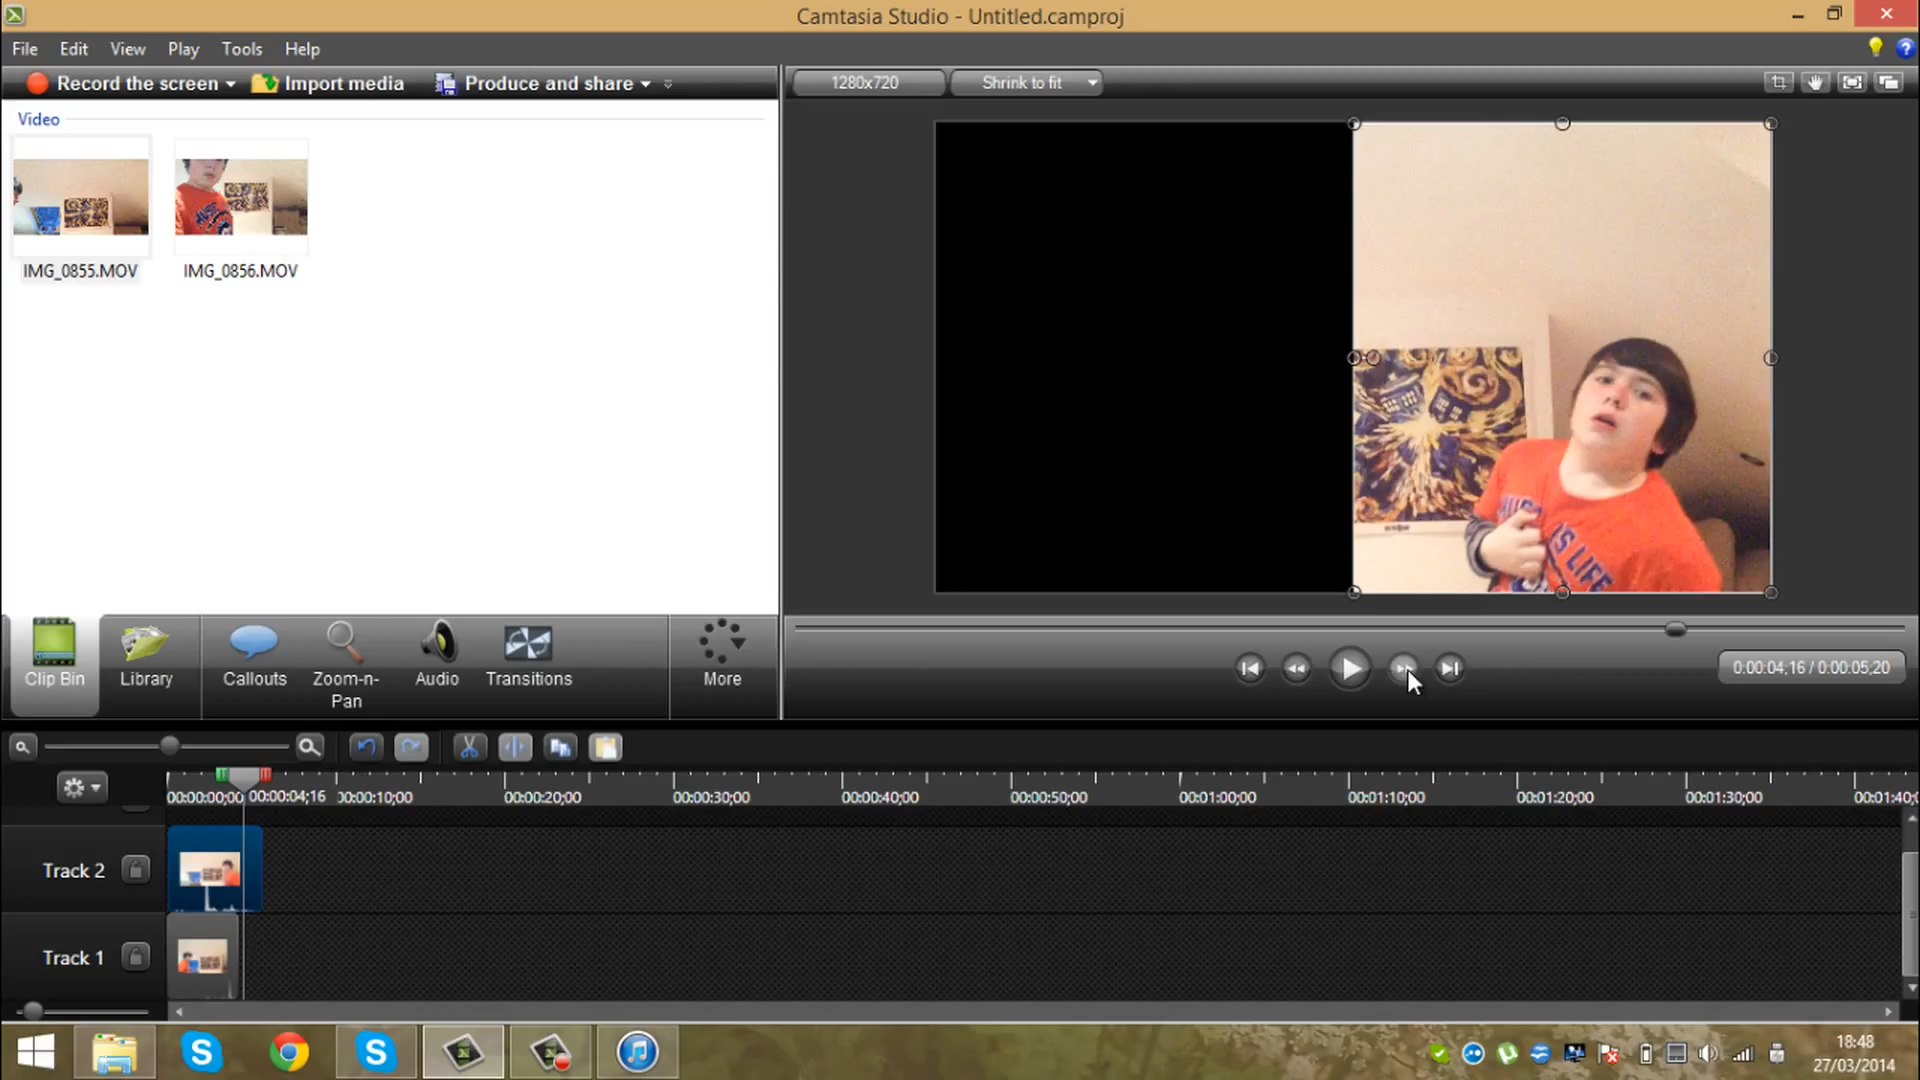 Camtasia Studio - Untitled.camproj
File Edit View Play Tools Help
Record the screen Import media Produce and share
1280x720 Shrink to fit
Video
IMG_0855.MOV IMG_0856.MOV
Clip Bin Library Callouts Zoom-n-Pan Audio Transitions More
0:00:04;16 / 0:00:05;20
00:00:00;00 00:00:04;16 00:00:10;00 00:00:20;00 00:00:30;00 00:00:40;00 00:00:50;00 00:01:00;00 00:01:10;00 00:01:20;00 00:01:30;00
Track 2
Track 1
18:48
27/03/2014